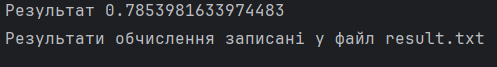 Результат 0.7853981633974483
Результати обчислення записані у файл result.txt